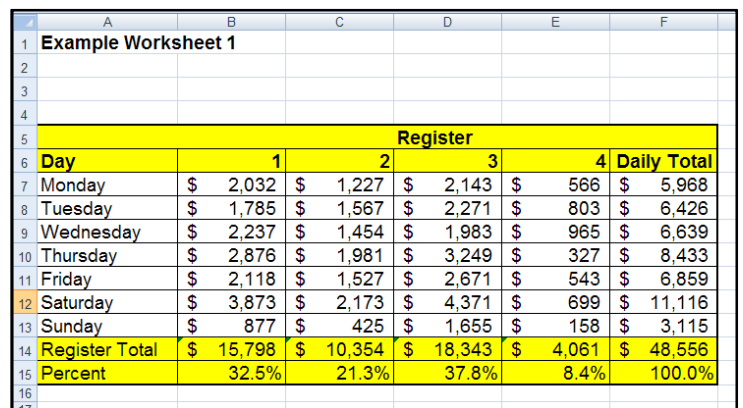 A B C D E F
1 Example Worksheet 1
2
3
4
5 Register
6 Day 1 2 3 4 Daily Total
7 Monday $ 2,032 $ 1,227 $ 2,143 $ 566 $ 5,968
8 Tuesday $ 1,785 $ 1,567 $ 2,271 $ 803 $ 6,426
9 Wednesday $ 2,237 $ 1,454 $ 1,983 $ 965 $ 6,639
10 Thursday $ 2,876 $ 1,981 $ 3,249 $ 327 $ 8,433
11 Friday $ 2,118 $ 1,527 $ 2,671 $ 543 $ 6,859
12 Saturday $ 3,873 $ 2,173 $ 4,371 $ 699 $ 11,116
13 Sunday $ 877 $ 425 $ 1,655 $ 158 $ 3,115
14 Register Total $ 15,798 $ 10,354 $ 18,343 $ 4,061 $ 48,556
15 Percent 32.5% 21.3% 37.8% 8.4% 100.0%
16
17